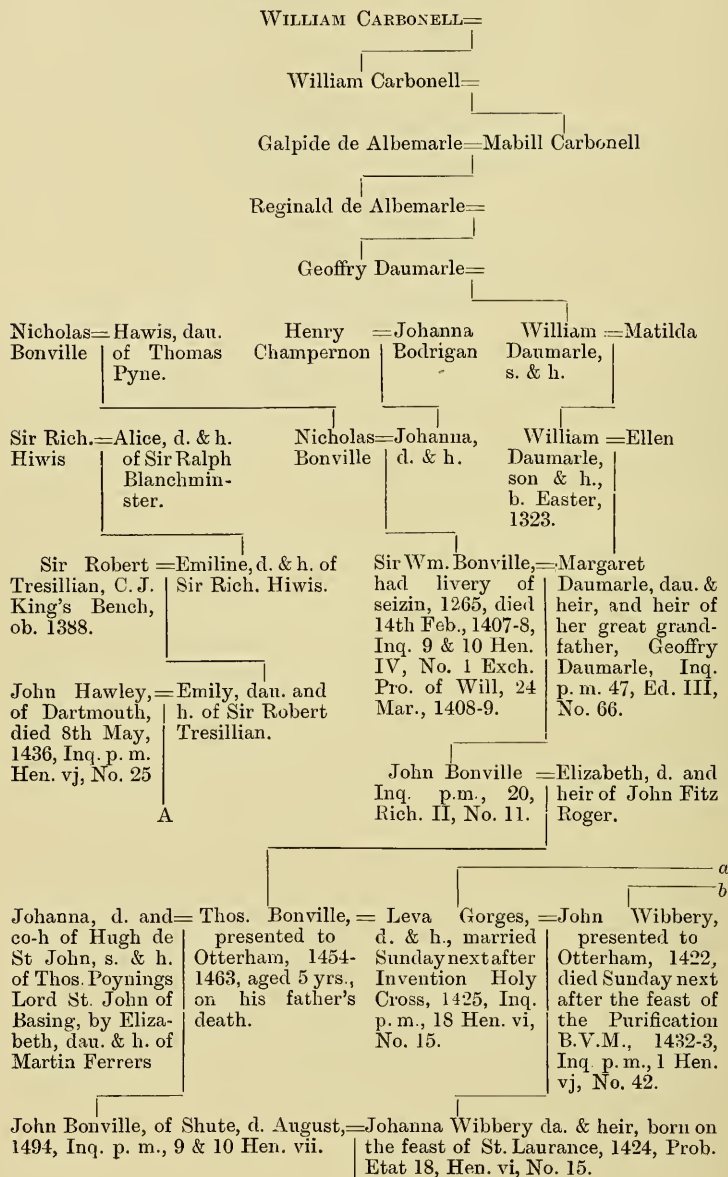 WILLIAM CARBONELL=
William Carbonell=
Galpide de Albemarle=Mabill Carbonell
Reginald de Albemarle=
Geoffry Daumarle=
Nicholas=Hawis, dau.
Bonville of Thomas
Pyne.
Henry =Johanna
Champernon Bodrigan
William =Matilda
Daumarle,
s. & h.
Sir Rich.=Alice, d. & h.
Hiwis of Sir Ralph
Blanchmin-
ster.
Nicholas=Johanna,
Bonville d. & h.
William =Ellen
Daumarle,
son & h.,
b. Easter,
1323.
Sir Robert =Emiline, d. & h. of
Tresillian, C. J. Sir Rich. Hiwis.
King's Bench,
ob. 1388.
Sir Wm. Bonville,=Margaret
had livery of Daumarle, dau. &
seizin, 1265, died heir, and heir of
14th Feb., 1407-8, her great grand-
Inq. 9 & 10 Hen. father, Geoffry
IV, No. 1 Exch. Daumarle, Inq.
Pro. of Will, 24 p. m. 47, Ed. III,
Mar., 1408-9. No. 66.
John Hawley,=Emily, dau. and
of Dartmouth, h. of Sir Robert
died 8th May, Tresillian.
1436, Inq. p. m.
Hen. vj, No. 25
A
John Bonville =Elizabeth, d. and
Inq. p.m., 20, heir of John Fitz
Rich. II, No. 11. Roger.
a
b
Johanna, d. and=
co-h of Hugh de
St John, s. & h.
of Thos. Poynings
Lord St. John of
Basing, by Eliza-
beth, dau. & h. of
Martin Ferrers
Thos. Bonville,=
presented to
Otterham, 1454-
1463, aged 5 yrs.,
on his father's
death.
Leva Gorges,
d. & h., married
Sunday next after
Invention Holy
Cross, 1425, Inq.
p. m., 18 Hen. vi,
No. 15.
=John Wibbery,
presented to
Otterham, 1422,
died Sunday next
after the feast of
the Purification
B.V.M., 1432-3,
Inq. p. m., 1 Hen.
vj, No. 42.
John Bonville, of Shute, d. August,=Johanna Wibbery da. & heir, born on
1494, Inq. p. m., 9 & 10 Hen. vii. the feast of St. Laurance, 1424, Prob.
Etat 18, Hen. vi, No. 15.